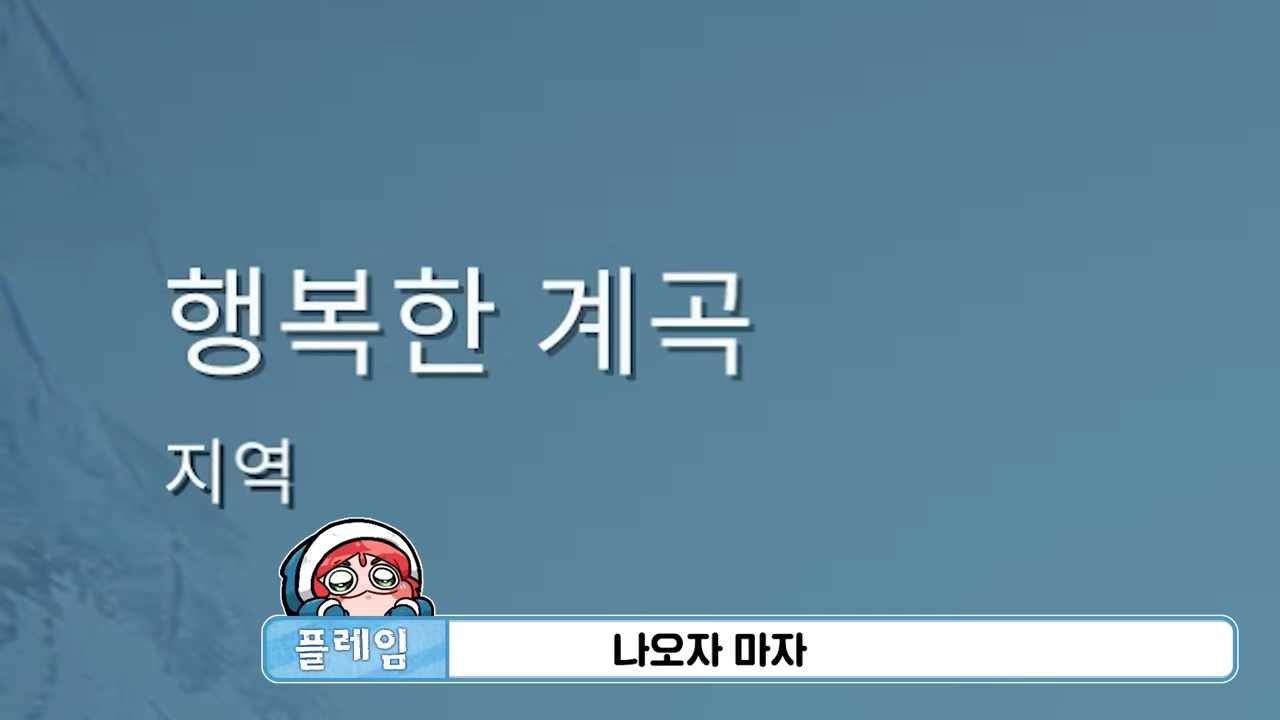 행복한 계곡
지역
플레임
나오자 마자